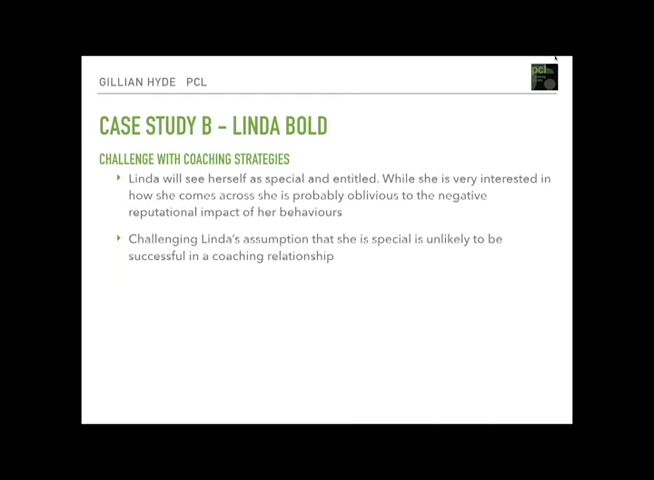 GILLIAN HYDE PCL
pcl
CASE STUDY B - LINDA BOLD
CHALLENGE WITH COACHING STRATEGIES
Linda will see herself as special and entitled. While she is very interested in
how she comes across she is probably oblivious to the negative
reputational impact of her behaviours
Challenging Linda's assumption that she is special is unlikely to be
successful in a coaching relationship